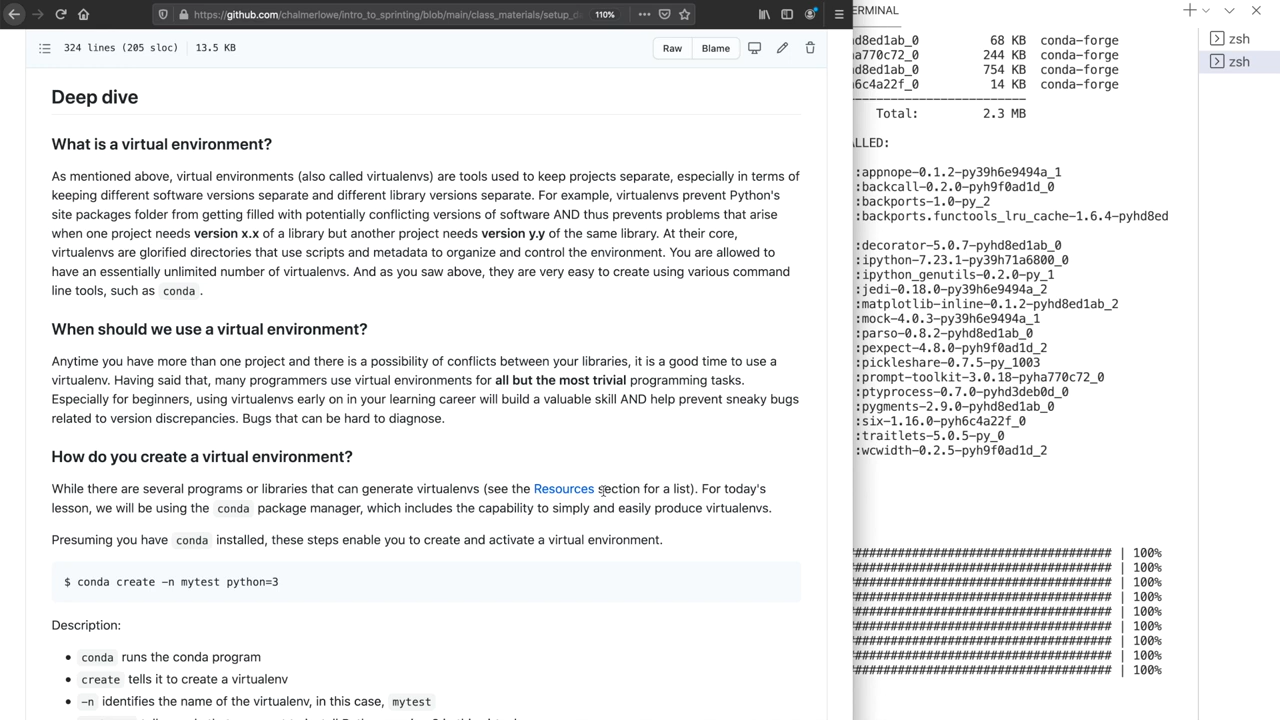 https://github.com/chalmerlowe/intro_to_sprinting/blob/main/class_materials/setup_d
110%
324 lines (205 sloc) 13.5 KB
Raw Blame
Deep dive
What is a virtual environment?
As mentioned above, virtual environments (also called virtualenvs) are tools used to keep projects separate, especially in terms of
keeping different software versions separate and different library versions separate. For example, virtualenvs prevent Python's
site packages folder from getting filled with potentially conflicting versions of software AND thus prevents problems that arise
when one project needs version x.x of a library but another project needs version y.y of the same library. At their core,
virtualenvs are glorified directories that use scripts and metadata to organize and control the environment. You are allowed to
have an essentially unlimited number of virtualenvs. And as you saw above, they are very easy to create using various command
line tools, such as conda .
When should we use a virtual environment?
Anytime you have more than one project and there is a possibility of conflicts between your libraries, it is a good time to use a
virtualenv. Having said that, many programmers use virtual environments for all but the most trivial programming tasks.
Especially for beginners, using virtualenvs early on in your learning career will build a valuable skill AND help prevent sneaky bugs
related to version discrepancies. Bugs that can be hard to diagnose.
How do you create a virtual environment?
While there are several programs or libraries that can generate virtualenvs (see the Resources section for a list). For today's
lesson, we will be using the conda package manager, which includes the capability to simply and easily produce virtualenvs.
Presuming you have conda installed, these steps enable you to create and activate a virtual environment.
$ conda create -n mytest python=3
Description:
conda runs the conda program
create tells it to create a virtualenv
-n identifies the name of the virtualenv, in this case, mytest
ERMINAL
hd8ed1ab_0 68 KB conda-forge
ha770c72_0 244 KB conda-forge
hd8ed1ab_0 754 KB conda-forge
h6c4a22f_0 14 KB conda-forge
------------------------
Total: 2.3 MB
ALLED:
:appnope-0.1.2-py39h6e9494a_1
:backcall-0.2.0-pyh9f0ad1d_0
:backports-1.0-py_2
:backports.functools_lru_cache-1.6.4-pyhd8ed
:decorator-5.0.7-pyhd8ed1ab_0
:ipython-7.23.1-py39h71a6800_0
:ipython_genutils-0.2.0-py_1
:jedi-0.18.0-py39h6e9494a_2
:matplotlib-inline-0.1.2-pyhd8ed1ab_2
:mock-4.0.3-py39h6e9494a_1
:parso-0.8.2-pyhd8ed1ab_0
:pexpect-4.8.0-pyh9f0ad1d_2
:pickleshare-0.7.5-py_1003
:prompt-toolkit-3.0.18-pyha770c72_0
:ptyprocess-0.7.0-pyhd3deb0d_0
:pygments-2.9.0-pyhd8ed1ab_0
:six-1.16.0-pyh6c4a22f_0
:traitlets-5.0.5-py_0
:wcwidth-0.2.5-pyh9f0ad1d_2
#################################### | 100%
#################################### | 100%
#################################### | 100%
#################################### | 100%
#################################### | 100%
#################################### | 100%
#################################### | 100%
#################################### | 100%
#################################### | 100%
zsh
zsh